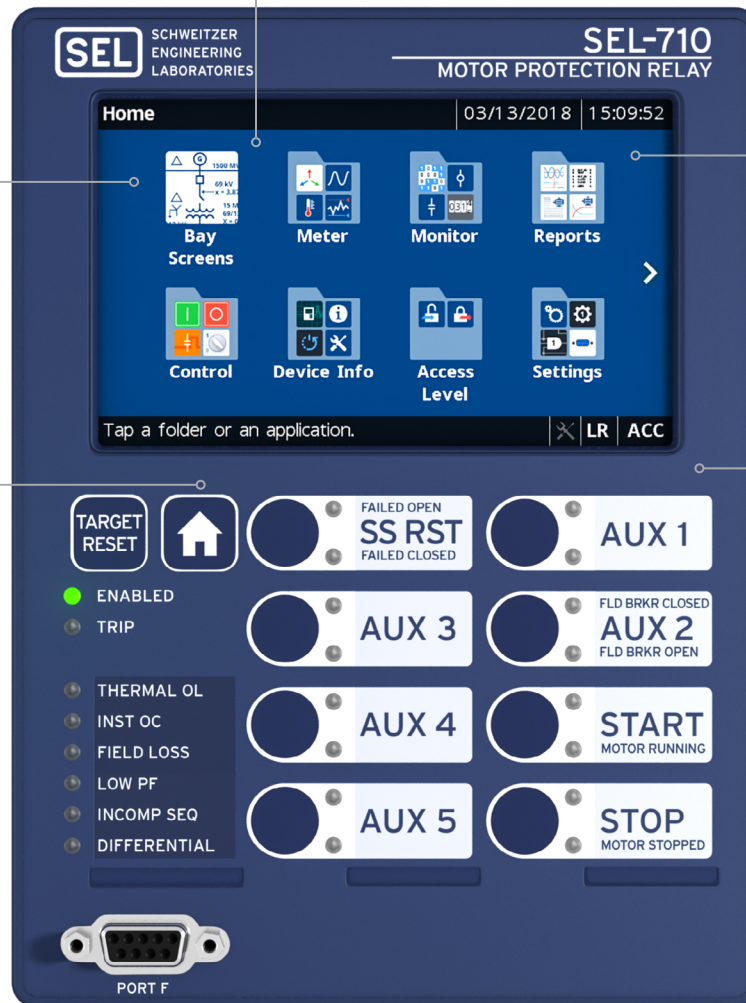 SEL
SCHWEITZER
ENGINEERING
LABORATORIES
SEL-710
MOTOR PROTECTION RELAY
Home
03/13/2018
15:09:52
1500 MV
69 kV
Bay
Screens
Meter
Monitor
Reports
Control
Device Info
Access
Level
Settings
Tap a folder or an application.
LR
ACC
TARGET
RESET
FAILED OPEN
SS RST
FAILED CLOSED
AUX 1
ENABLED
TRIP
AUX 3
FLD BRKR CLOSED
AUX 2
FLD BRKR OPEN
THERMAL OL
INST OC
FIELD LOSS
LOW PF
INCOMP SEQ
DIFFERENTIAL
AUX 4
START
MOTOR RUNNING
AUX 5
STOP
MOTOR STOPPED
PORT F